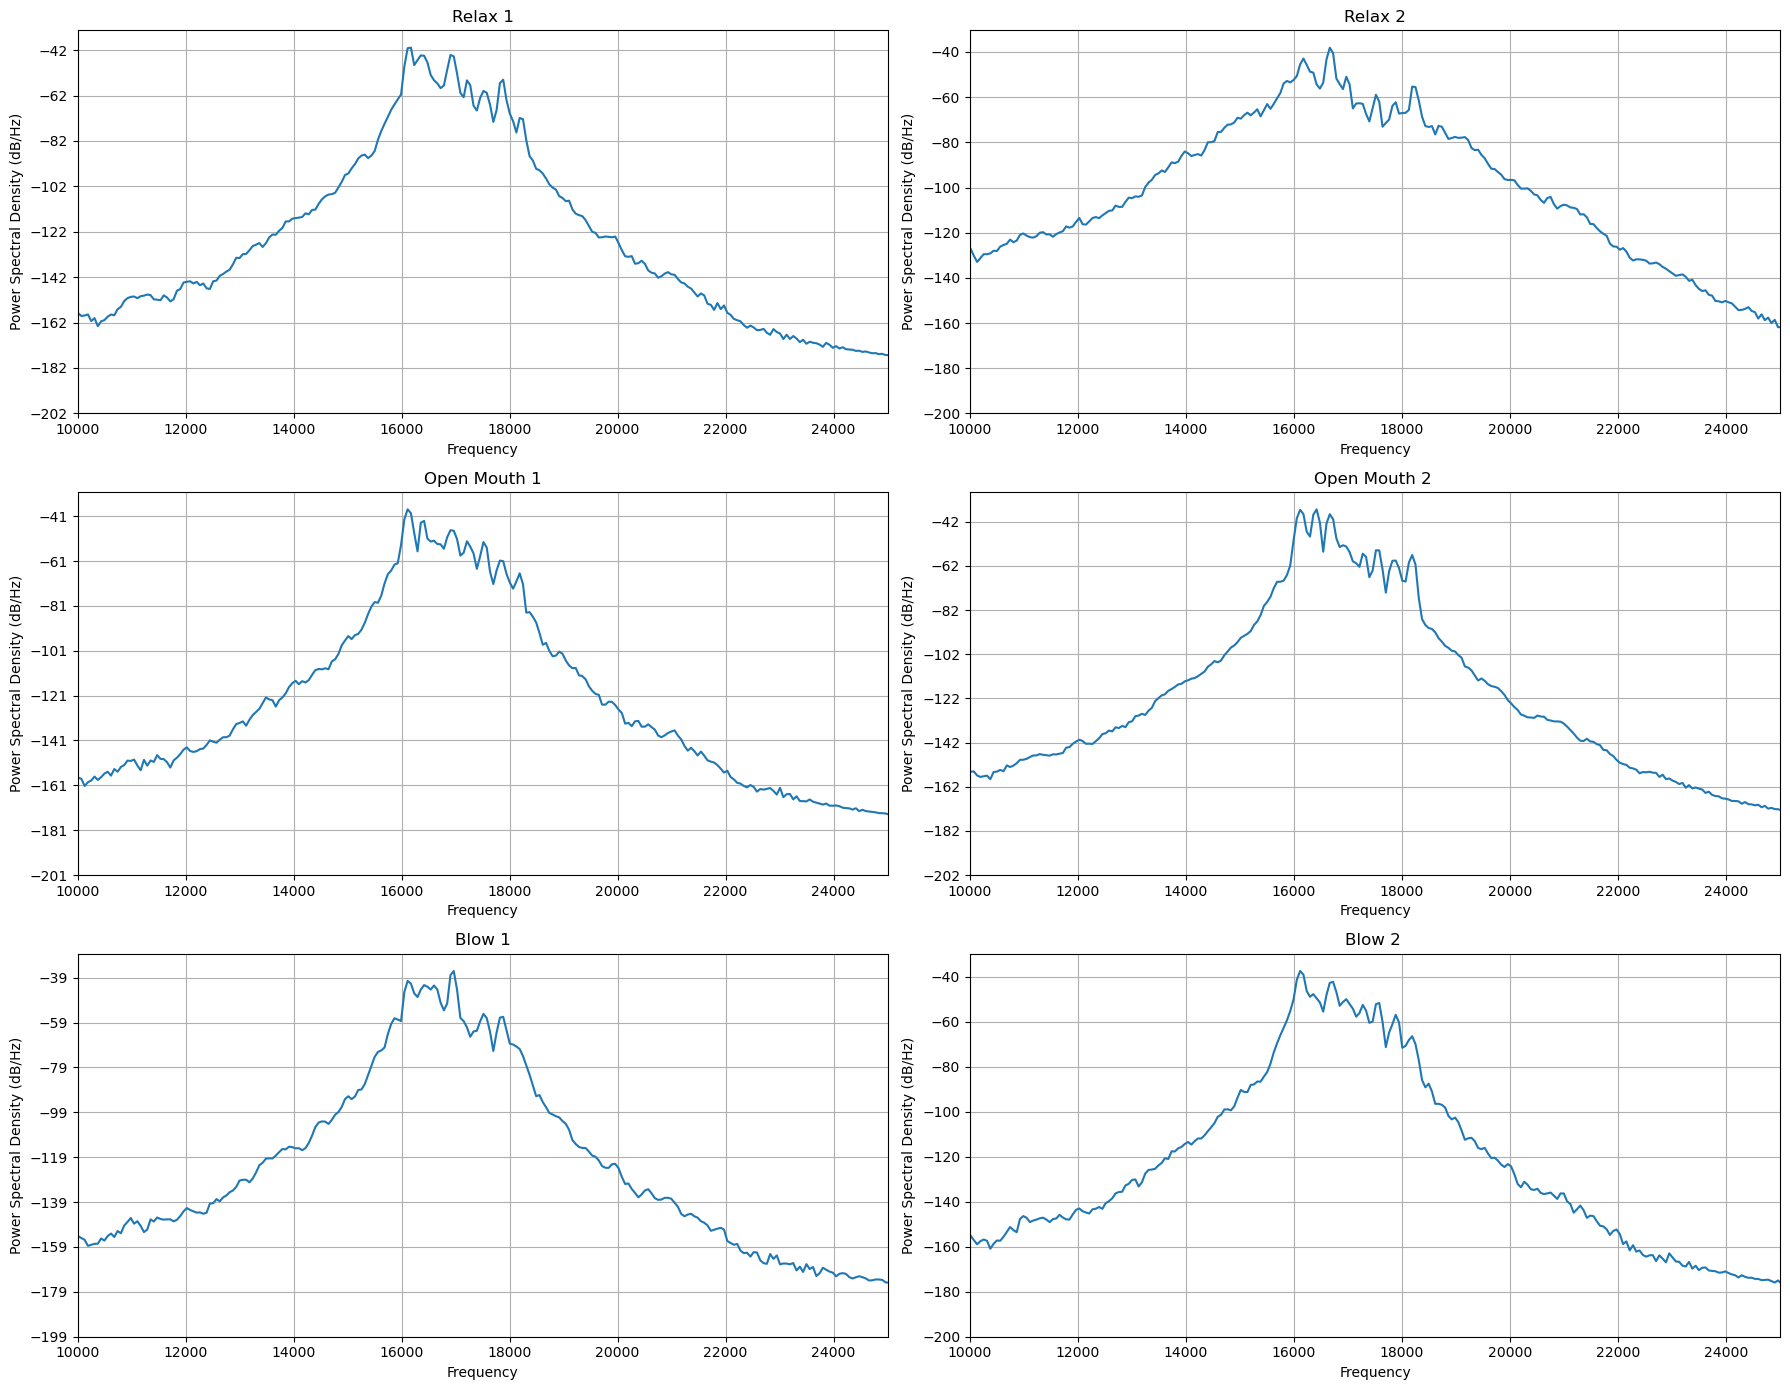 Relax 1
Power Spectral Density (dB/Hz)
−42
−62
−82
−102
−122
−142
−162
−182
−202
10000 12000 14000 16000 18000 20000 22000 24000
Frequency
Relax 2
Power Spectral Density (dB/Hz)
−40
−60
−80
−100
−120
−140
−160
−180
−200
10000 12000 14000 16000 18000 20000 22000 24000
Frequency
Open Mouth 1
Power Spectral Density (dB/Hz)
−41
−61
−81
−101
−121
−141
−161
−181
−201
10000 12000 14000 16000 18000 20000 22000 24000
Frequency
Open Mouth 2
Power Spectral Density (dB/Hz)
−42
−62
−82
−102
−122
−142
−162
−182
−202
10000 12000 14000 16000 18000 20000 22000 24000
Frequency
Blow 1
Power Spectral Density (dB/Hz)
−39
−59
−79
−99
−119
−139
−159
−179
−199
10000 12000 14000 16000 18000 20000 22000 24000
Frequency
Blow 2
Power Spectral Density (dB/Hz)
−40
−60
−80
−100
−120
−140
−160
−180
−200
10000 12000 14000 16000 18000 20000 22000 24000
Frequency